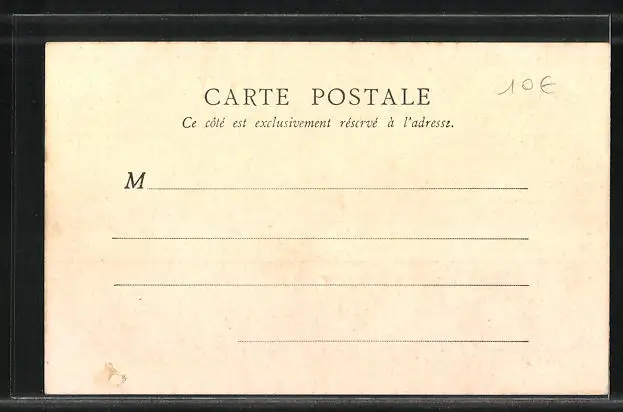 10€
CARTE POSTALE
Ce côté est exclusivement réservé à l'adresse.
M